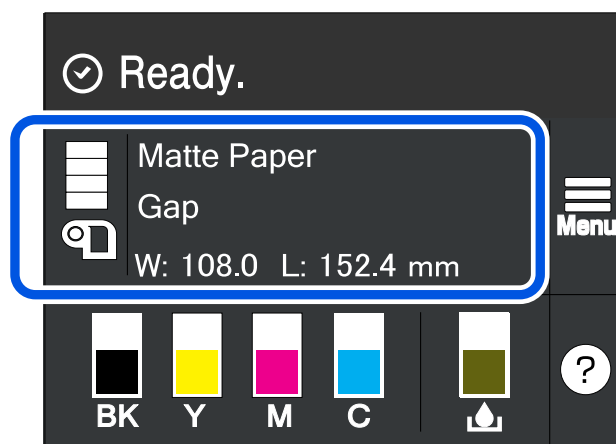 Ready.
Matte Paper
Gap
W: 108.0 L: 152.4 mm
Menu
BK Y M C
?